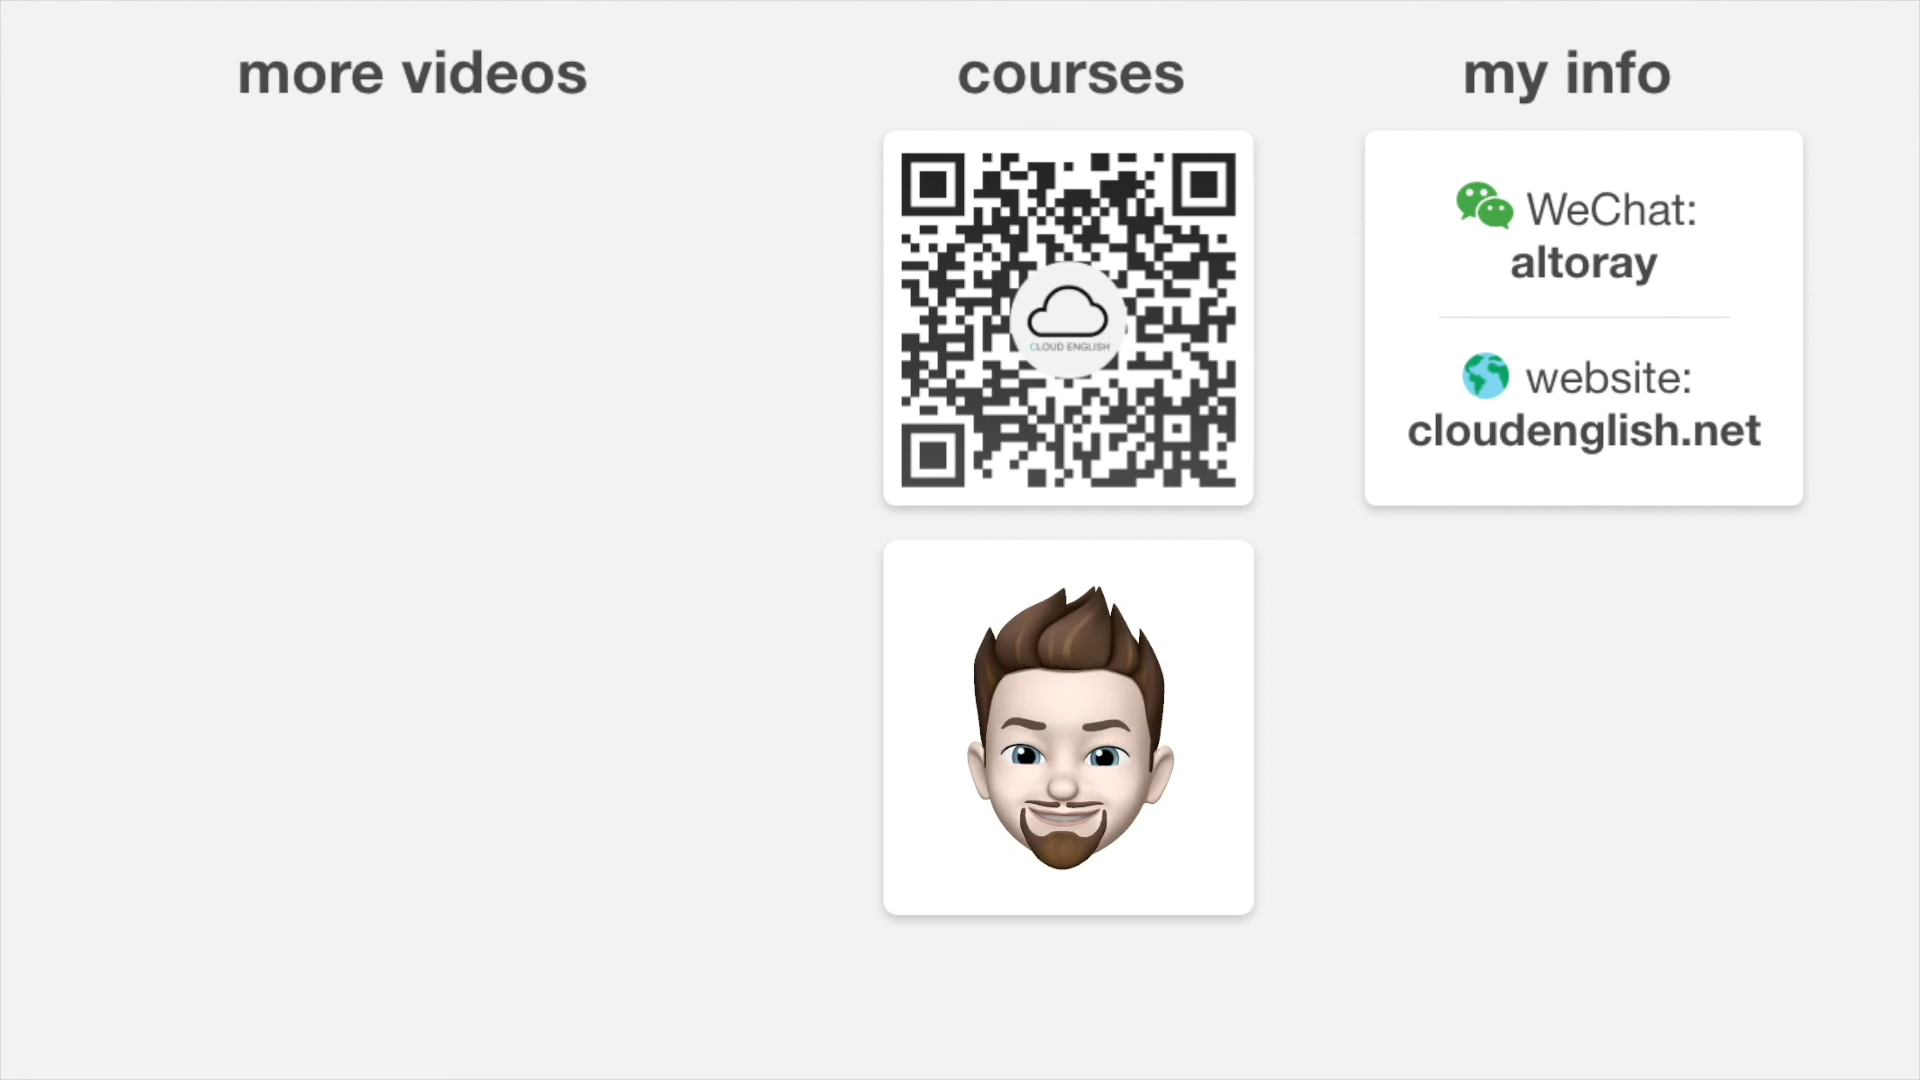 more videos
courses
my info
CLOUD ENGLISH
WeChat:
altoray
website:
cloudenglish.net